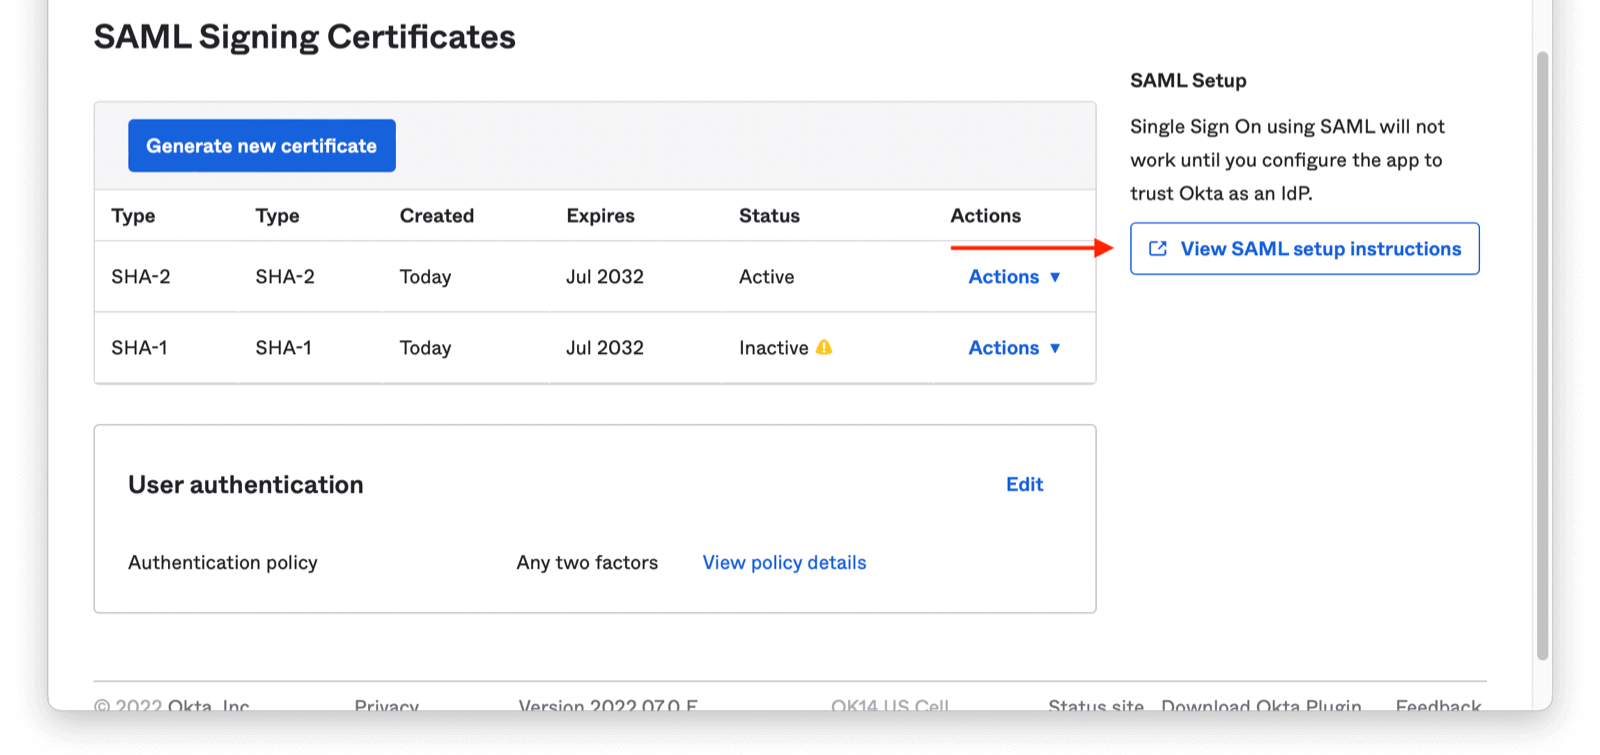 SAML Signing Certificates
SAML Setup
Single Sign On using SAML will not
work until you configure the app to
trust Okta as an IdP.
View SAML setup instructions
Generate new certificate
Type Type Created Expires Status Actions
SHA-2 SHA-2 Today Jul 2032 Active Actions ▼
SHA-1 SHA-1 Today Jul 2032 Inactive Actions ▼
User authentication Edit
Authentication policy Any two factors View policy details
© 2022 Okta, Inc. Privacy Version 2022.07.0 E OK14 US Cell Status site Download Okta Plugin Feedback